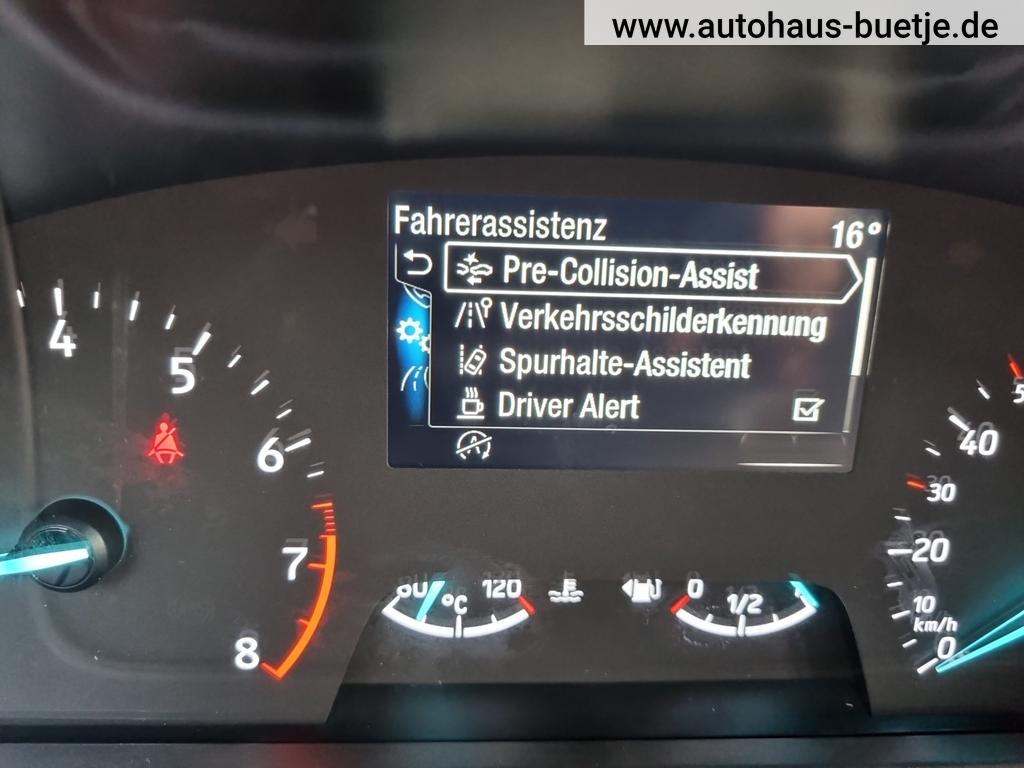 www.autohaus-buetje.de
Fahrerassistenz
16°
Pre-Collision-Assist
Verkehrsschilderkennung
Spurhalte-Assistent
Driver Alert
4
5
6
7
8
120
°C
0
1/2
40
30
20
10
km/h
0